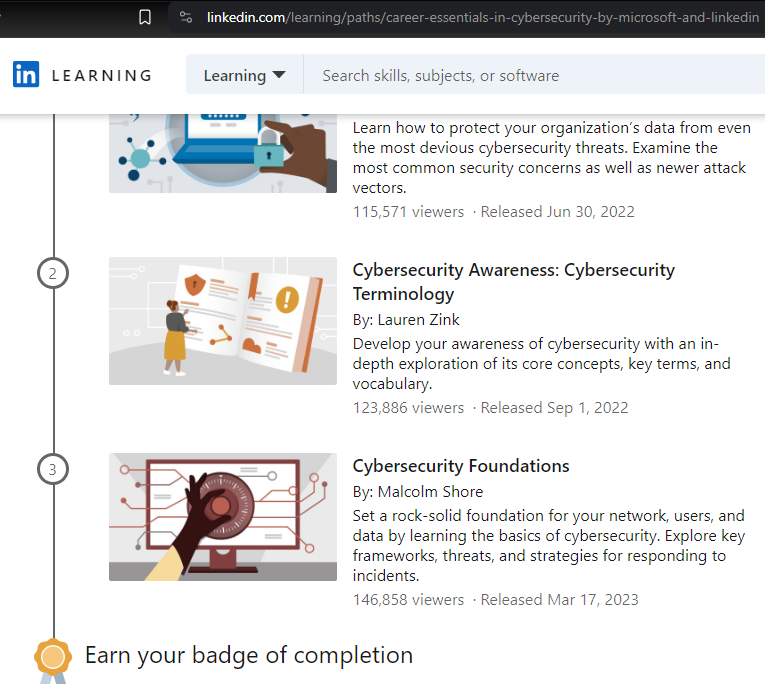 linkedin.com/learning/paths/career-essentials-in-cybersecurity-by-microsoft-and-linkedin
in LEARNING
Learning
Search skills, subjects, or software
Learn how to protect your organization's data from even
the most devious cybersecurity threats. Examine the
most common security concerns as well as newer attack
vectors.
115,571 viewers · Released Jun 30, 2022
2
Cybersecurity Awareness: Cybersecurity
Terminology
By: Lauren Zink
Develop your awareness of cybersecurity with an in-
depth exploration of its core concepts, key terms, and
vocabulary.
123,886 viewers · Released Sep 1, 2022
3
Cybersecurity Foundations
By: Malcolm Shore
Set a rock-solid foundation for your network, users, and
data by learning the basics of cybersecurity. Explore key
frameworks, threats, and strategies for responding to
incidents.
146,858 viewers · Released Mar 17, 2023
Earn your badge of completion